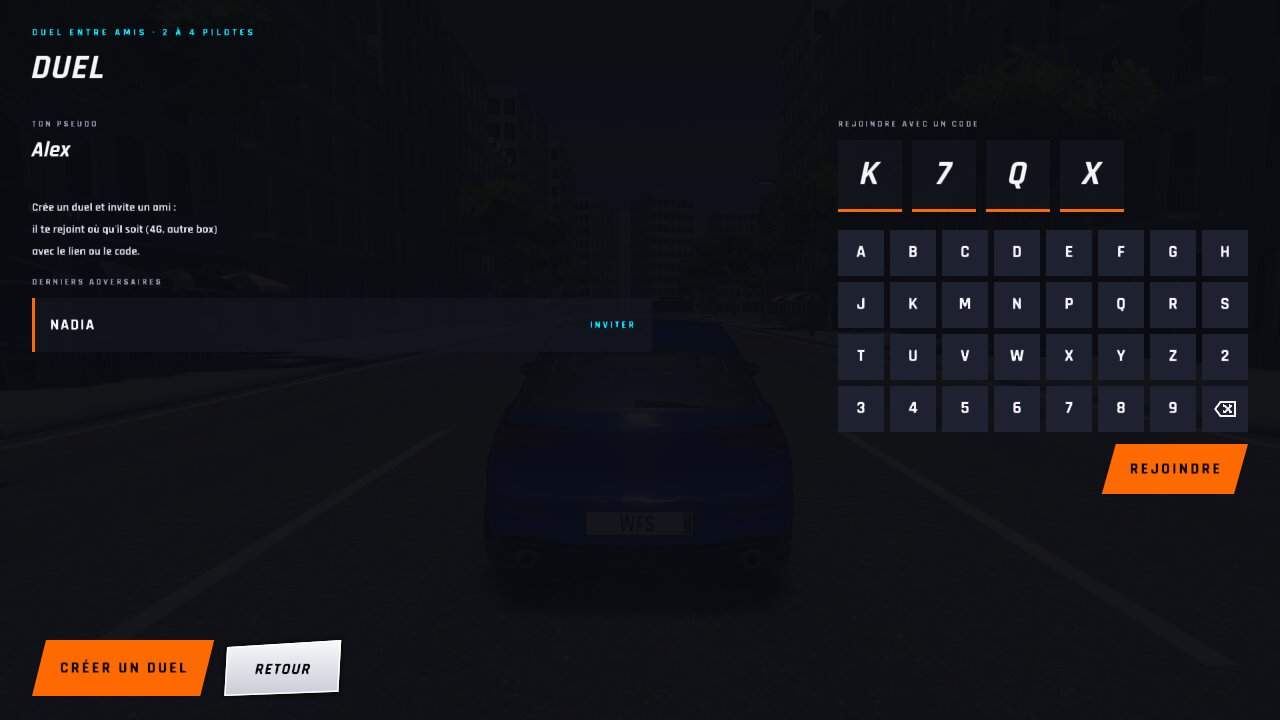 DUEL ENTRE AMIS · 2 À 4 PILOTES
DUEL
TON PSEUDO
Alex
Crée un duel et invite un ami :
il te rejoint où qu'il soit (4G, autre box)
avec le lien ou le code.
DERNIERS ADVERSAIRES
NADIA
INVITER
REJOINDRE AVEC UN CODE
K 7 Q X
A B C D E F G H
J K M N P Q R S
T U V W X Y Z 2
3 4 5 6 7 8 9
REJOINDRE
WFS
CRÉER UN DUEL
RETOUR